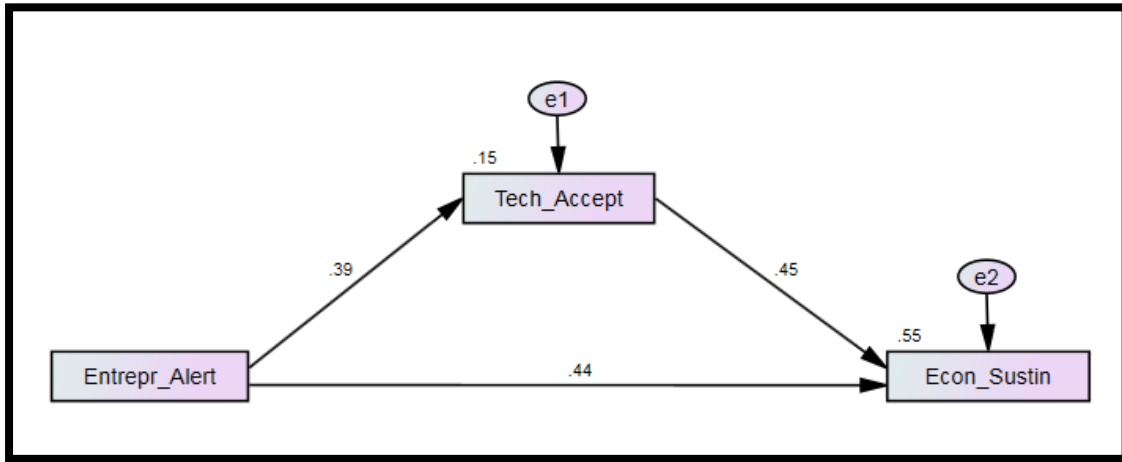 e1
.15
Tech_Accept
.39
.45
e2
.55
Entrepr_Alert
.44
Econ_Sustin